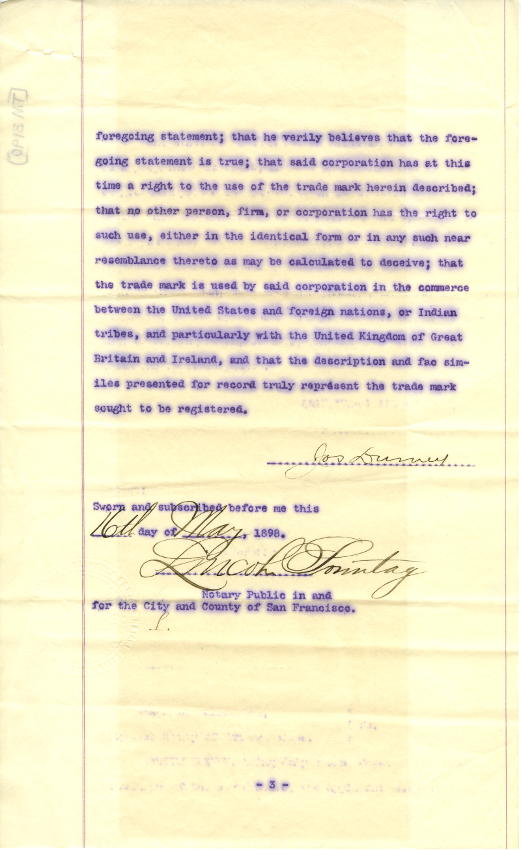 foregoing statement; that he verily believes that the fore-
going statement is true; that said corporation has at this
time a right to the use of the trade mark herein described;
that no other person, firm, or corporation has the right to
such use, either in the identical form or in any such near
resemblance thereto as may be calculated to deceive; that
the trade mark is used by said corporation in the commerce
between the United States and foreign nations, or Indian
tribes, and particularly with the United Kingdom of Great
Britain and Ireland, and that the description and fac sim-
iles presented for record truly represent the trade mark
sought to be registered.
Jos
Sworn and subscribed before me this
16th day of May, 1898.
Lincoln Sonntag
Notary Public in and
for the City and County of San Francisco.
- 3 -